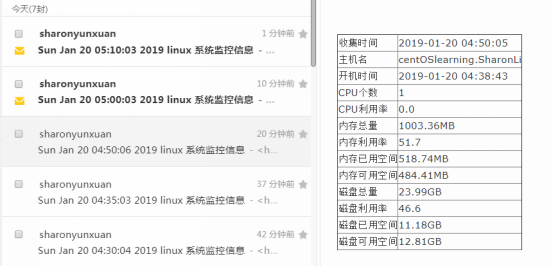 今天(7封)
sharonyunxuan 1 分钟前
Sun Jan 20 05:10:03 2019 linux 系统监控信息 - ...
sharonyunxuan 10 分钟前
Sun Jan 20 05:00:03 2019 linux 系统监控信息 - ...
sharonyunxuan 20 分钟前
Sun Jan 20 04:50:06 2019 linux 系统监控信息 - <h...
sharonyunxuan 37 分钟前
Sun Jan 20 04:35:03 2019 linux 系统监控信息 - <h...
sharonyunxuan 42 分钟前
Sun Jan 20 04:30:04 2019 linux 系统监控信息 - <h...
收集时间 2019-01-20 04:50:05
主机名 centOSlearning.SharonLi
开机时间 2019-01-20 04:38:43
CPU个数 1
CPU利用率 0.0
内存总量 1003.36MB
内存利用率 51.7
内存已用空间 518.74MB
内存可用空间 484.41MB
磁盘总量 23.99GB
磁盘利用率 46.6
磁盘已用空间 11.18GB
磁盘可用空间 12.81GB